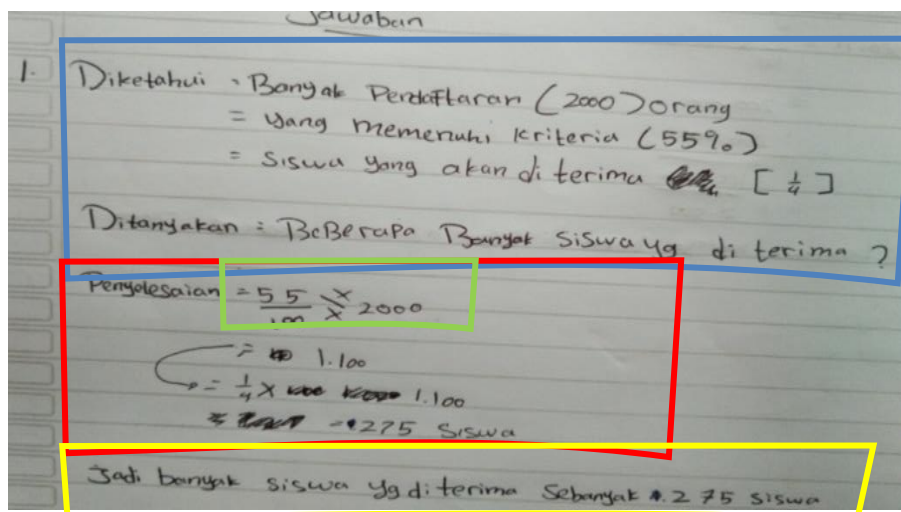 Jawaban
1. Diketahui = Banyak Pendaftaran (2000) orang
= yang memenuhi kriteria (55%)
= Siswa yang akan di terima [ 1/4 ]
Ditanyakan = BeBerapa Banyak Siswa yg di terima ?
Penyelesaian = 55/100 x 2000
= 1.100
= 1/4 x 1.100
= 275 Siswa
Jadi banyak siswa yg di terima Sebanyak 275 siswa